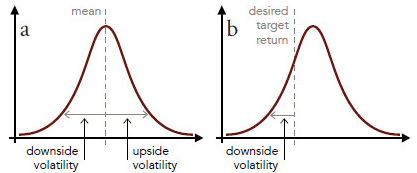 a
mean
downside
volatility
upside
volatility
b
desired
target
return
downside
volatility